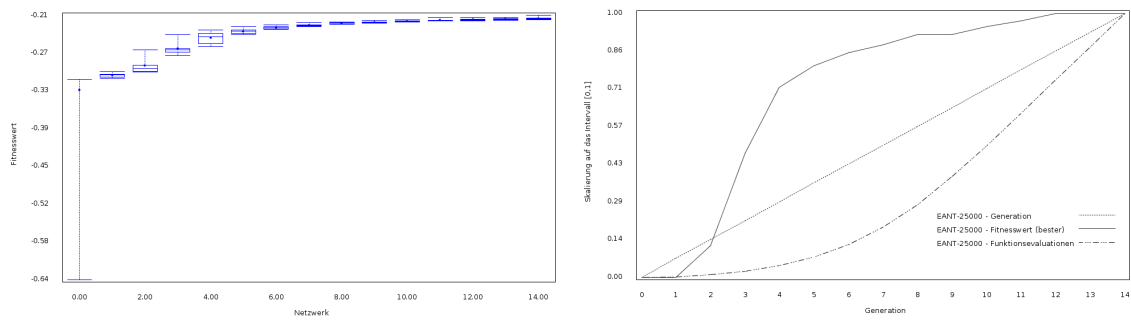 -0.21
-0.27
-0.33
-0.39
-0.45
-0.52
-0.58
-0.64
Fitnesswert
0.00 2.00 4.00 6.00 8.00 10.00 12.00 14.00
Netzwerk
1.00
0.86
0.71
0.57
0.43
0.29
0.14
0.00
Skalierung auf das Intervall [0,1]
EANT-25000 - Generation
EANT-25000 - Fitnesswert (bester)
EANT-25000 - Funktionsevaluationen
0 1 2 3 4 5 6 7 8 9 10 11 12 13 14
Generation